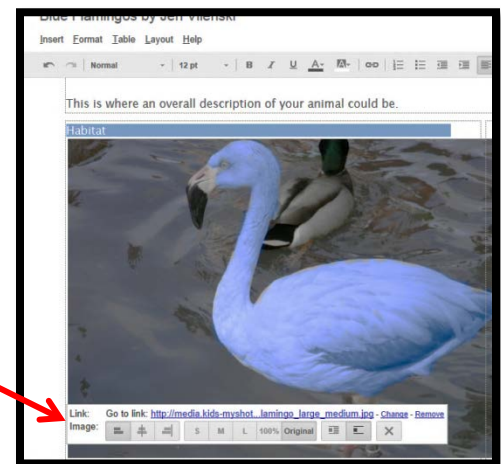 Blue Flamingos by Jen Vilenski
Insert Format Table Layout Help
Normal 12 pt B I U A A
This is where an overall description of your animal could be.
Habitat
Link: Go to link: http://media.kids-myshot...lamingo_large_medium.jpg - Change - Remove
Image: S M L 100% Original